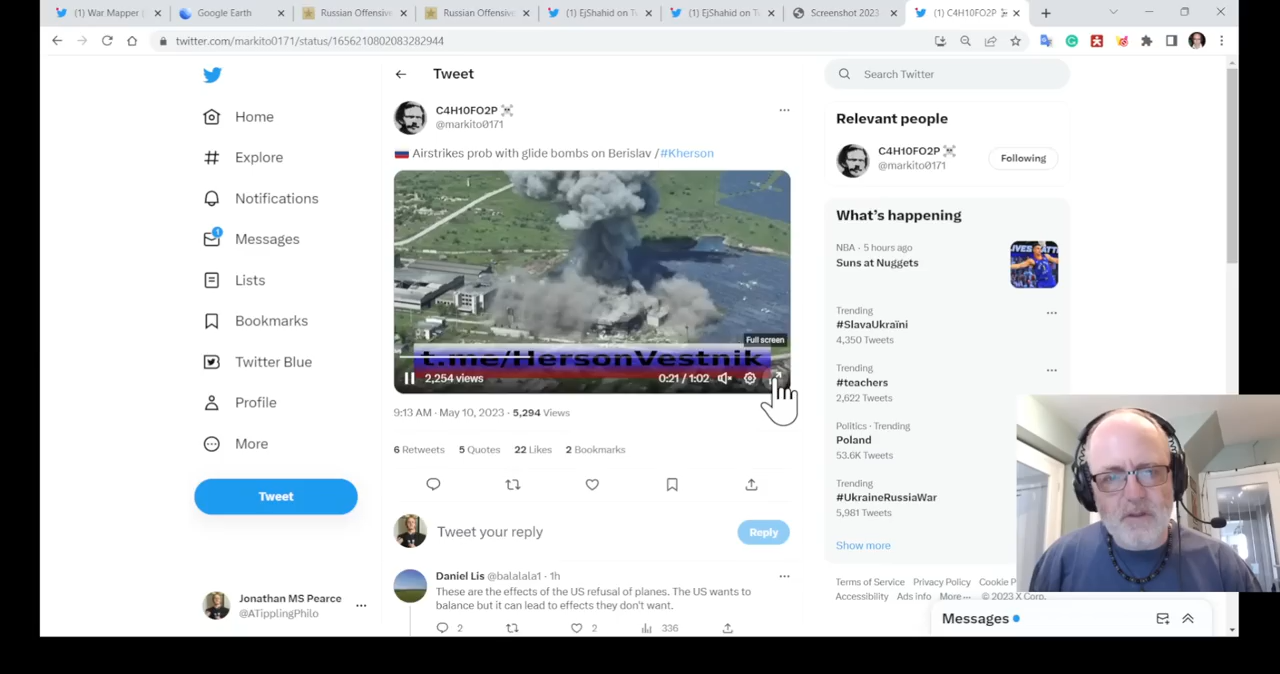 (1) War Mapper (
Google Earth
Russian Offensive
Russian Offensive
(1) EjShahid on T
(1) EjShahid on T
Screenshot 2023
(1) C4H10FO2P
twitter.com/markito0171/status/1656210802083282944
Home
Explore
Notifications
1
Messages
Lists
Bookmarks
Twitter Blue
Profile
More
Tweet
Jonathan MS Pearce
@ATipplingPhilo
Tweet
C4H10FO2P
@markito0171
Airstrikes prob with glide bombs on Berislav /#Kherson
Full screen
t.me/HersonVestnik
2,254 views
0:21 / 1:02
9:13 AM · May 10, 2023 · 5,294 Views
6 Retweets 5 Quotes 22 Likes 2 Bookmarks
Tweet your reply
Reply
Daniel Lis @balalala1 · 1h
These are the effects of the US refusal of planes. The US wants to
balance but it can lead to effects they don't want.
2
2
336
Search Twitter
Relevant people
C4H10FO2P
@markito0171
Following
What's happening
NBA · 5 hours ago
Suns at Nuggets
Trending
#SlavaUkraïni
4,350 Tweets
Trending
#teachers
2,622 Tweets
Politics · Trending
Poland
53.6K Tweets
Trending
#UkraineRussiaWar
5,981 Tweets
Show more
Terms of Service Privacy Policy Cookie P
Accessibility Ads info More ··· © 2023 X Corp.
Messages